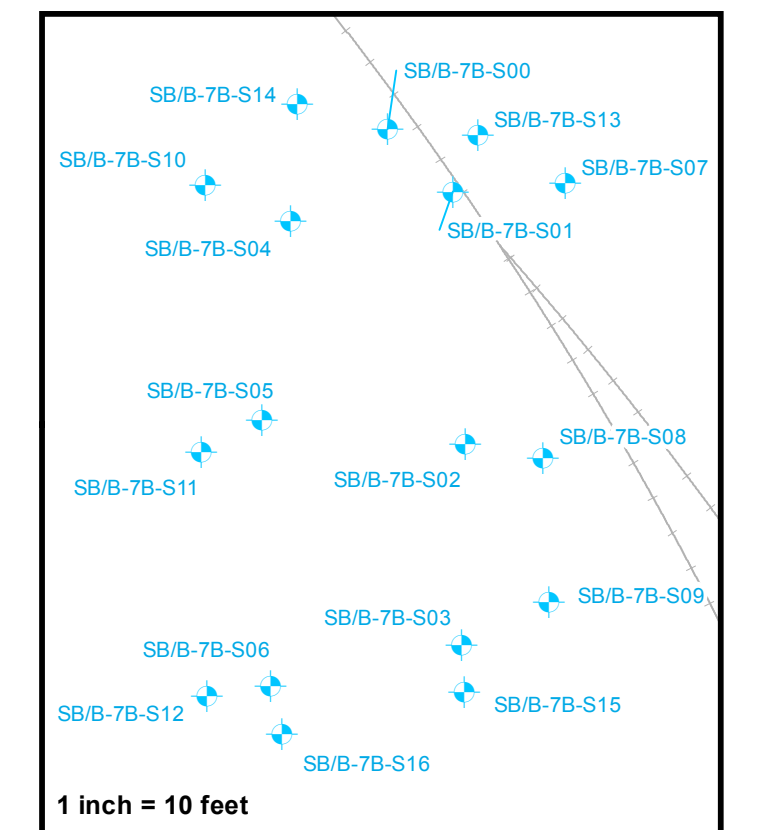 SB/B-7B-S00
SB/B-7B-S14
SB/B-7B-S13
SB/B-7B-S10
SB/B-7B-S07
SB/B-7B-S01
SB/B-7B-S04
SB/B-7B-S05
SB/B-7B-S08
SB/B-7B-S02
SB/B-7B-S11
SB/B-7B-S09
SB/B-7B-S03
SB/B-7B-S06
SB/B-7B-S15
SB/B-7B-S12
SB/B-7B-S16
1 inch = 10 feet